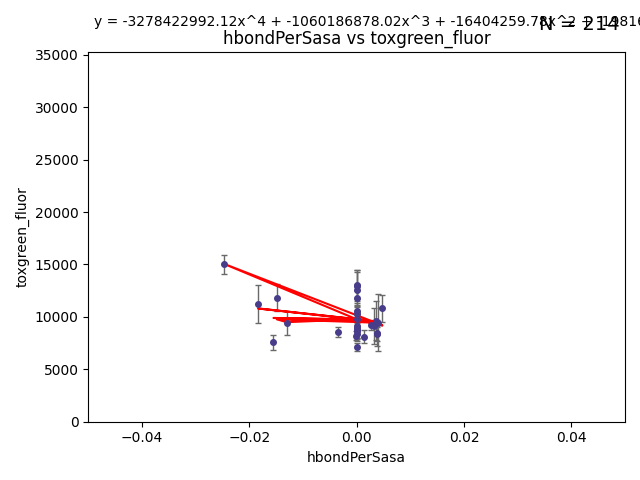 y = -3278422992.12x^4 + -1060186878.02x^3 + -16404259.78x^2 +
N = 214
hbondPerSasa vs toxgreen_fluor
35000
30000
25000
20000
15000
10000
5000
0
toxgreen_fluor
−0.04
−0.02
0.00
0.02
0.04
hbondPerSasa